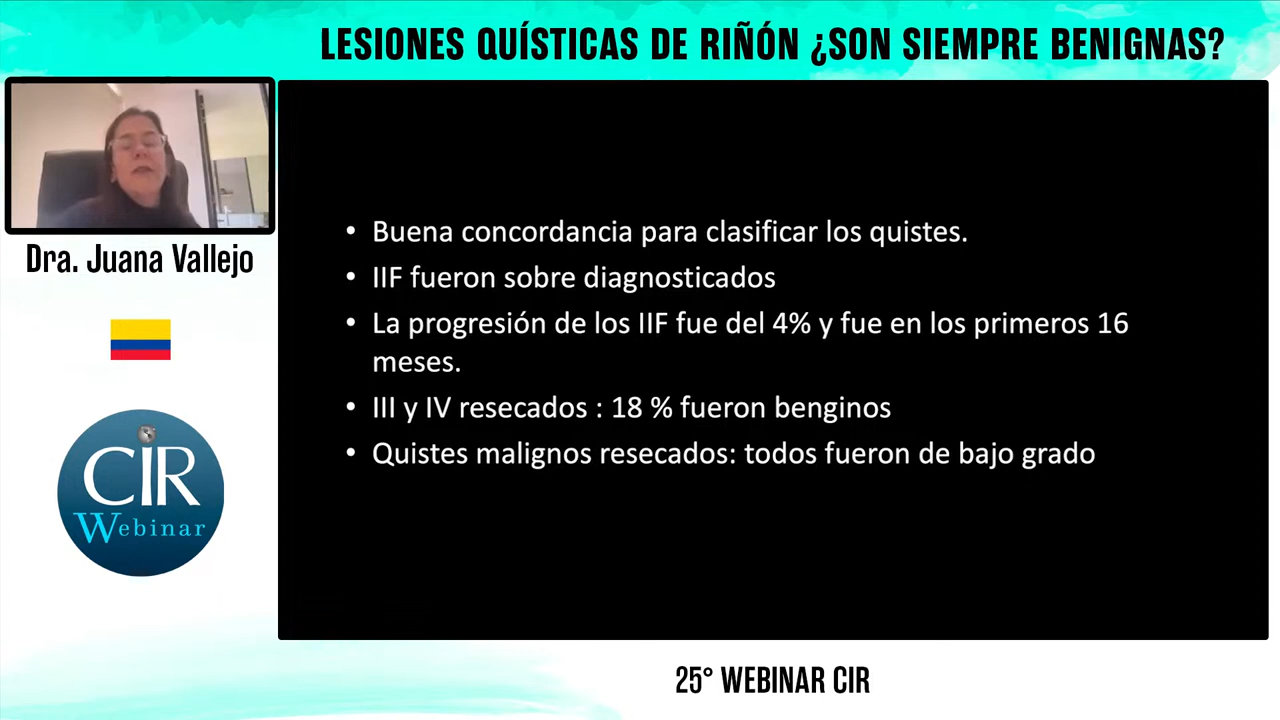 LESIONES QUÍSTICAS DE RIÑÓN ¿SON SIEMPRE BENIGNAS?
Dra. Juana Vallejo
CIR
Webinar
• Buena concordancia para clasificar los quistes.
• IIF fueron sobre diagnosticados
• La progresión de los IIF fue del 4% y fue en los primeros 16
meses.
• III y IV resecados : 18 % fueron benginos
• Quistes malignos resecados: todos fueron de bajo grado
25° WEBINAR CIR